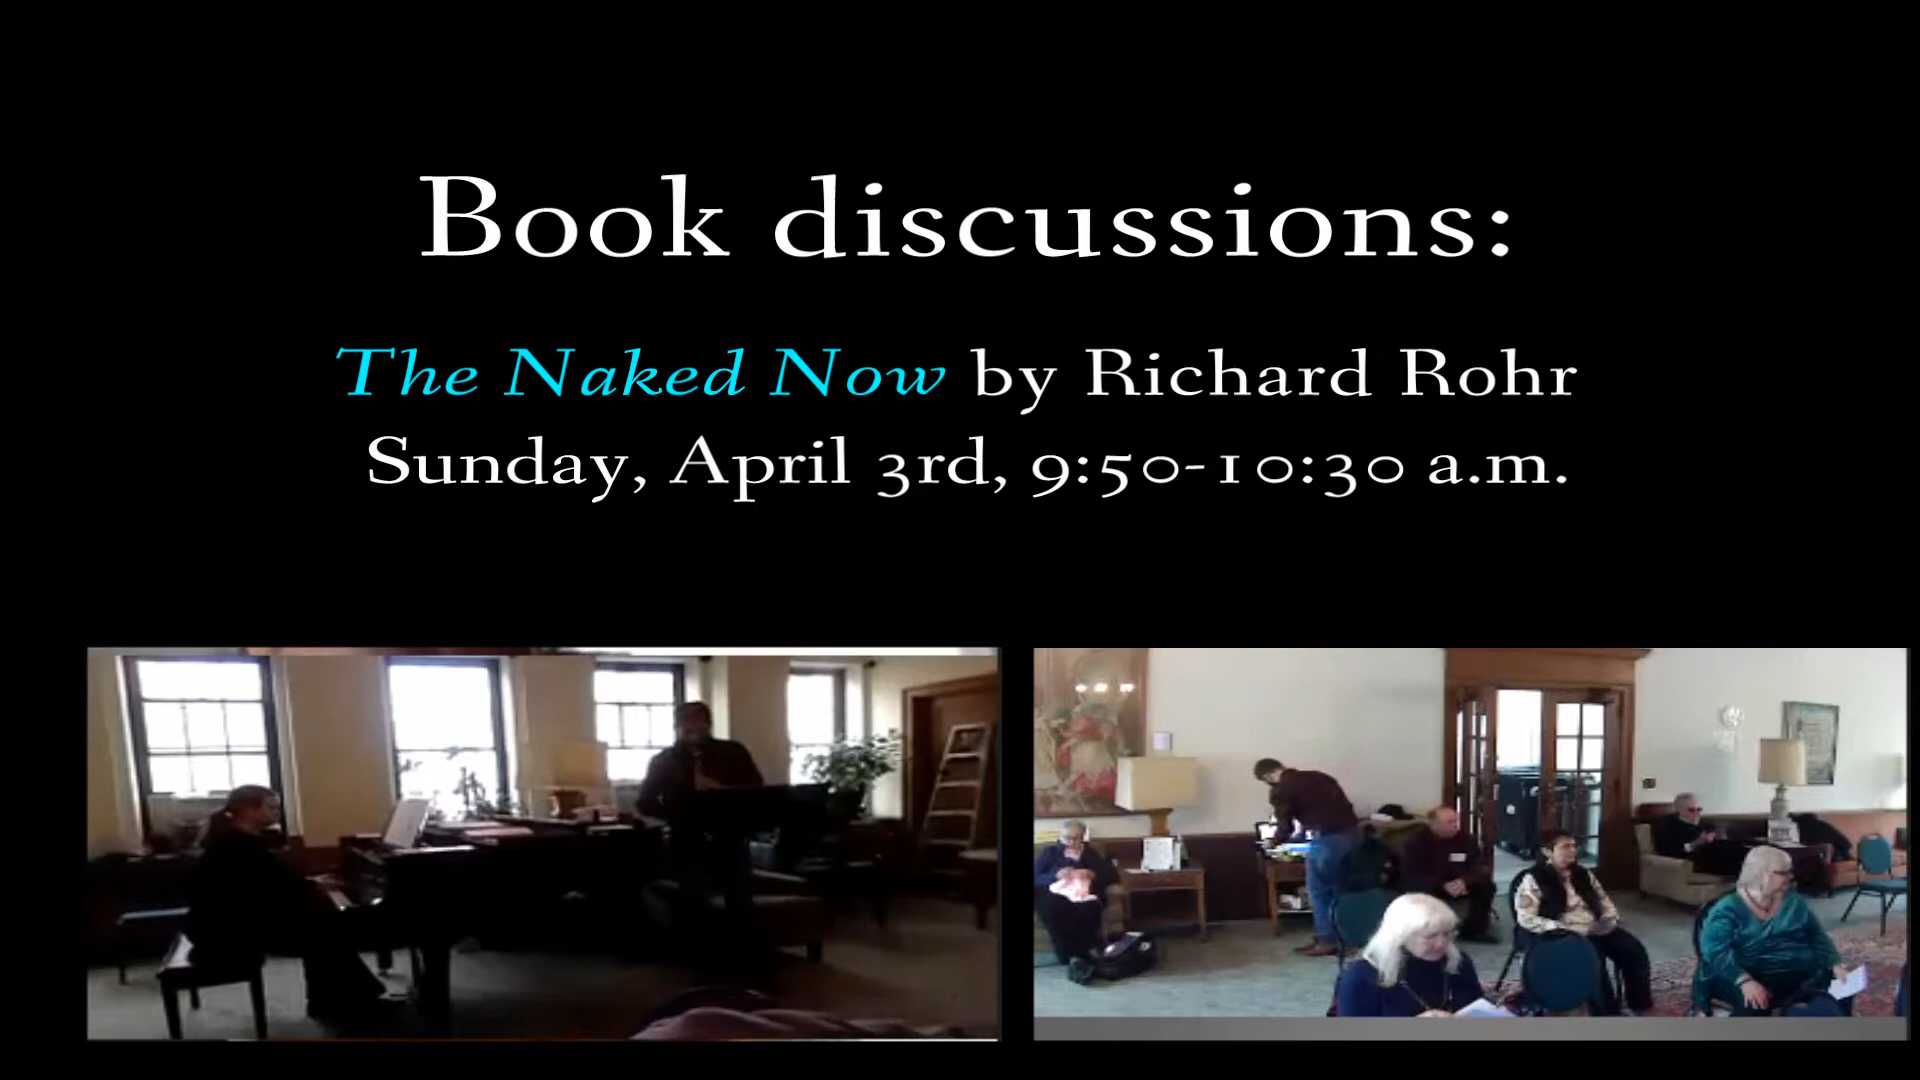 Book discussions:
The Naked Now by Richard Rohr
Sunday, April 3rd, 9:50-10:30 a.m.